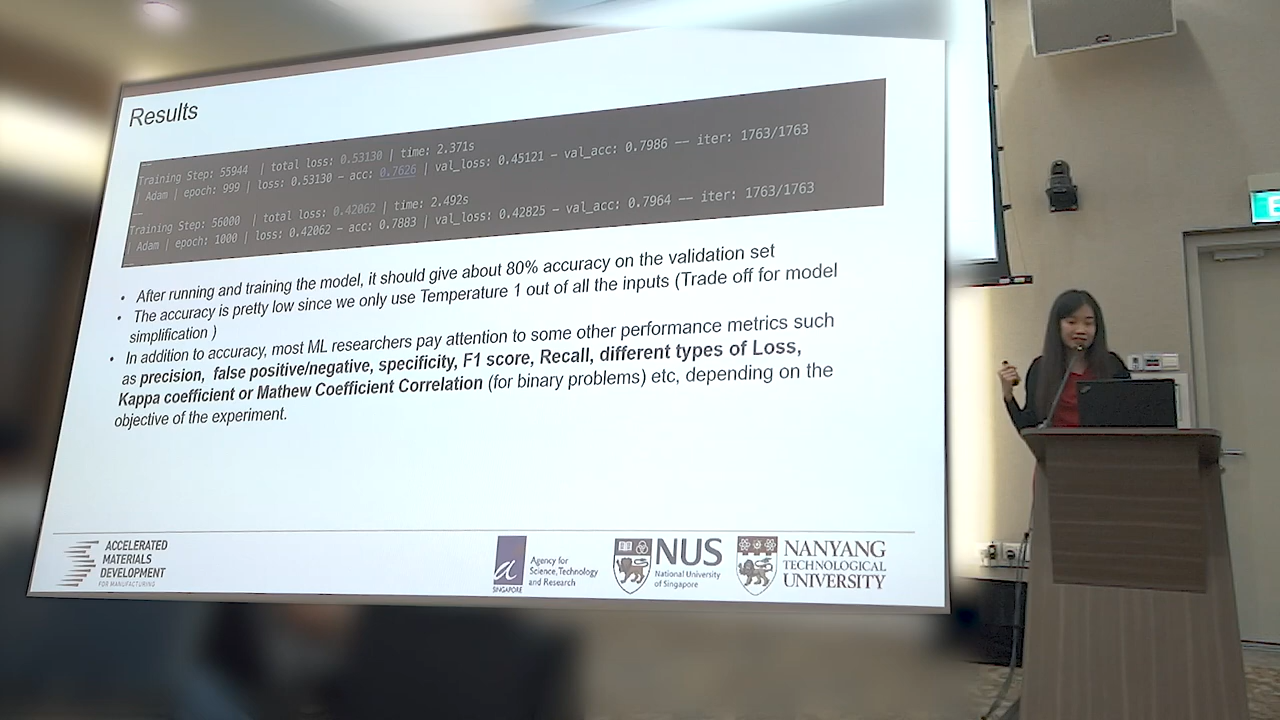 Results
Training Step: 55944 | total loss: 0.53130 | time: 2.371s
| Adam | epoch: 999 | loss: 0.53130 - acc: 0.7626 | val_loss: 0.45121 - val_acc: 0.7986 -- iter: 1763/1763
--
Training Step: 56000 | total loss: 0.42062 | time: 2.492s
| Adam | epoch: 1000 | loss: 0.42062 - acc: 0.7883 | val_loss: 0.42825 - val_acc: 0.7964 -- iter: 1763/1763
--
• After running and training the model, it should give about 80% accuracy on the validation set
• The accuracy is pretty low since we only use Temperature 1 out of all the inputs (Trade off for model
simplification )
• In addition to accuracy, most ML researchers pay attention to some other performance metrics such
as precision, false positive/negative, specificity, F1 score, Recall, different types of Loss,
Kappa coefficient or Mathew Coefficient Correlation (for binary problems) etc, depending on the
objective of the experiment.
ACCELERATED
MATERIALS
DEVELOPMENT
FOR MANUFACTURING
a
SINGAPORE
Agency for
Science, Technology
and Research
NUS
National University
of Singapore
NANYANG
TECHNOLOGICAL
UNIVERSITY
E